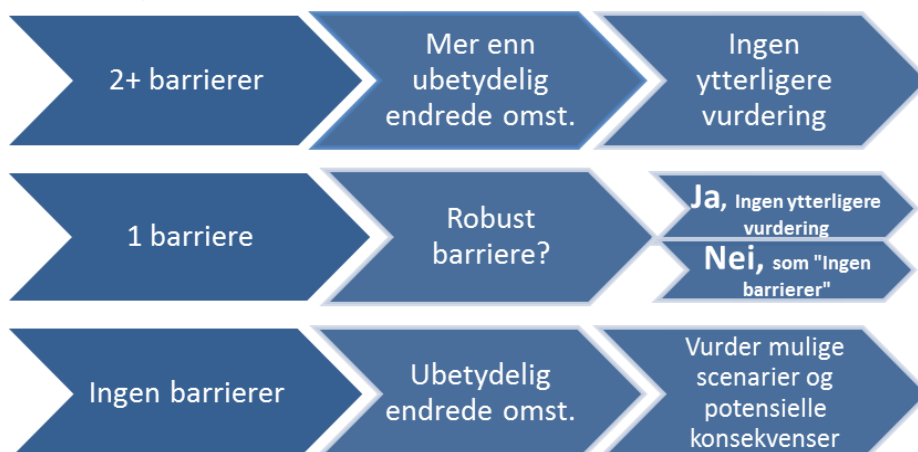 2+ barrierer
Mer enn
ubetydelig
endrede omst.
Ingen
ytterligere
vurdering
1 barriere
Robust
barriere?
Ja, Ingen ytterligere
vurdering
Nei, som "Ingen
barrierer"
Ingen barrierer
Ubetydelig
endrede omst.
Vurder mulige
scenarier og
potensielle
konsekvenser